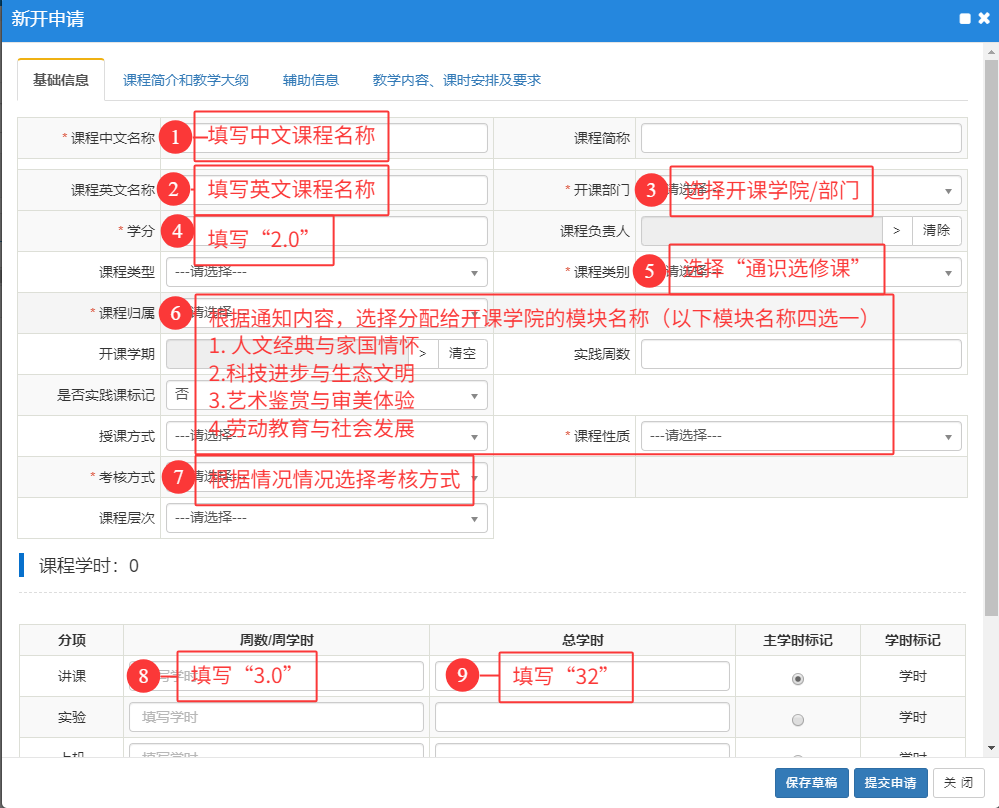 新开申请
基础信息 课程简介和教学大纲 辅助信息 教学内容、课时安排及要求
* 课程中文名称 1 填写中文课程名称 课程简称
课程英文名称 2 填写英文课程名称 * 开课部门 3 选择开课学院/部门
* 学分 4 填写“2.0” 课程负责人 > 清除
课程类型 ---请选择--- * 课程类别 5 选择“通识选修课”
* 课程归属 6 根据通知内容，选择分配给开课学院的模块名称（以下模块名称四选一）
1. 人文经典与家国情怀
开课学期 > 清空 实践周数
2.科技进步与生态文明
是否实践课标记 否
3.艺术鉴赏与审美体验
授课方式 ---请选择--- * 课程性质 ---请选择---
4.劳动教育与社会发展
* 考核方式 7 根据情况情况选择考核方式
课程层次 ---请选择---
课程学时：0
分项 周数/周学时 总学时 主学时标记 学时标记
讲课 8 填写“3.0” 9 填写“32” 学时
实验 填写学时 学时
上机 填写学时 学时
保存草稿 提交申请 关 闭